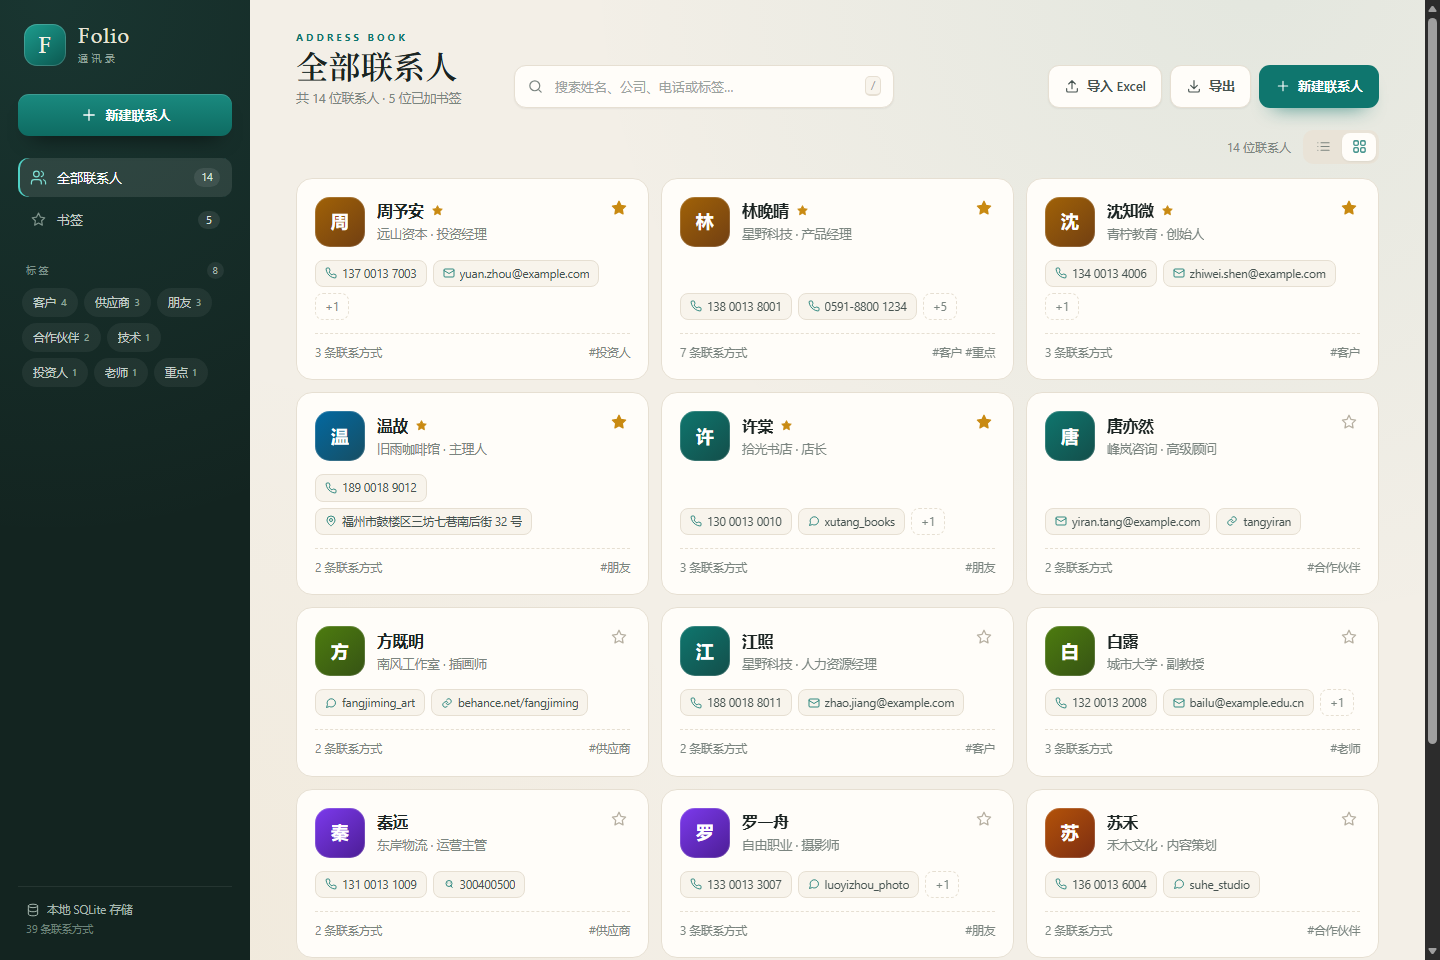 F
Folio
通讯录
新建联系人
全部联系人 14
书签 5
标签 8
客户 4 供应商 3 朋友 3
合作伙伴 2 技术 1
投资人 1 老师 1 重点 1
本地 SQLite 存储
39 条联系方式
ADDRESS BOOK
全部联系人
共 14 位联系人 · 5 位已加书签
搜索姓名、公司、电话或标签... /
导入 Excel 导出 新建联系人
14 位联系人
周 周予安
远山资本 · 投资经理
137 0013 7003 yuan.zhou@example.com
+1
3 条联系方式 #投资人
林 林晚晴
星野科技 · 产品经理
138 0013 8001 0591-8800 1234 +5
7 条联系方式 #客户 #重点
沈 沈知微
青柠教育 · 创始人
134 0013 4006 zhiwei.shen@example.com
+1
3 条联系方式 #客户
温 温故
旧雨咖啡馆 · 主理人
189 0018 9012
福州市鼓楼区三坊七巷南后街 32 号
2 条联系方式 #朋友
许 许棠
拾光书店 · 店长
130 0013 0010 xutang_books +1
3 条联系方式 #朋友
唐 唐亦然
峰岚咨询 · 高级顾问
yiran.tang@example.com tangyiran
2 条联系方式 #合作伙伴
方 方既明
南风工作室 · 插画师
fangjiming_art behance.net/fangjiming
2 条联系方式 #供应商
江 江照
星野科技 · 人力资源经理
188 0018 8011 zhao.jiang@example.com
2 条联系方式 #客户
白 白露
城市大学 · 副教授
132 0013 2008 bailu@example.edu.cn +1
3 条联系方式 #老师
秦 秦远
东岸物流 · 运营主管
131 0013 1009 300400500
2 条联系方式 #供应商
罗 罗一舟
自由职业 · 摄影师
133 0013 3007 luoyizhou_photo +1
3 条联系方式 #朋友
苏 苏禾
禾木文化 · 内容策划
136 0013 6004 suhe_studio
2 条联系方式 #合作伙伴